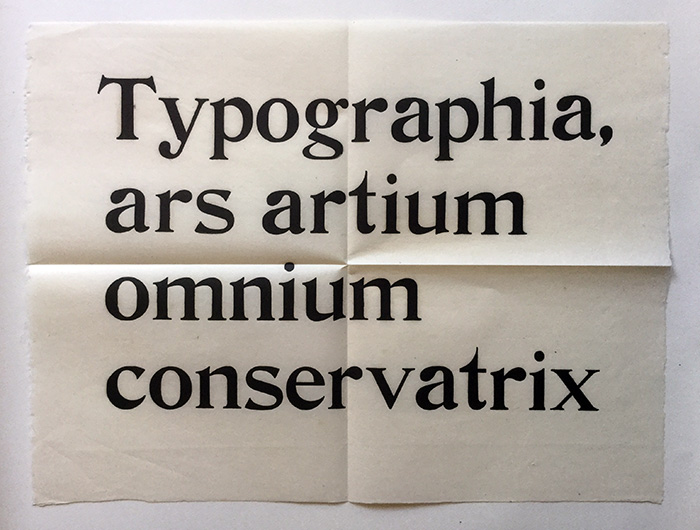 Typographia,
ars artium
omnium
conservatrix